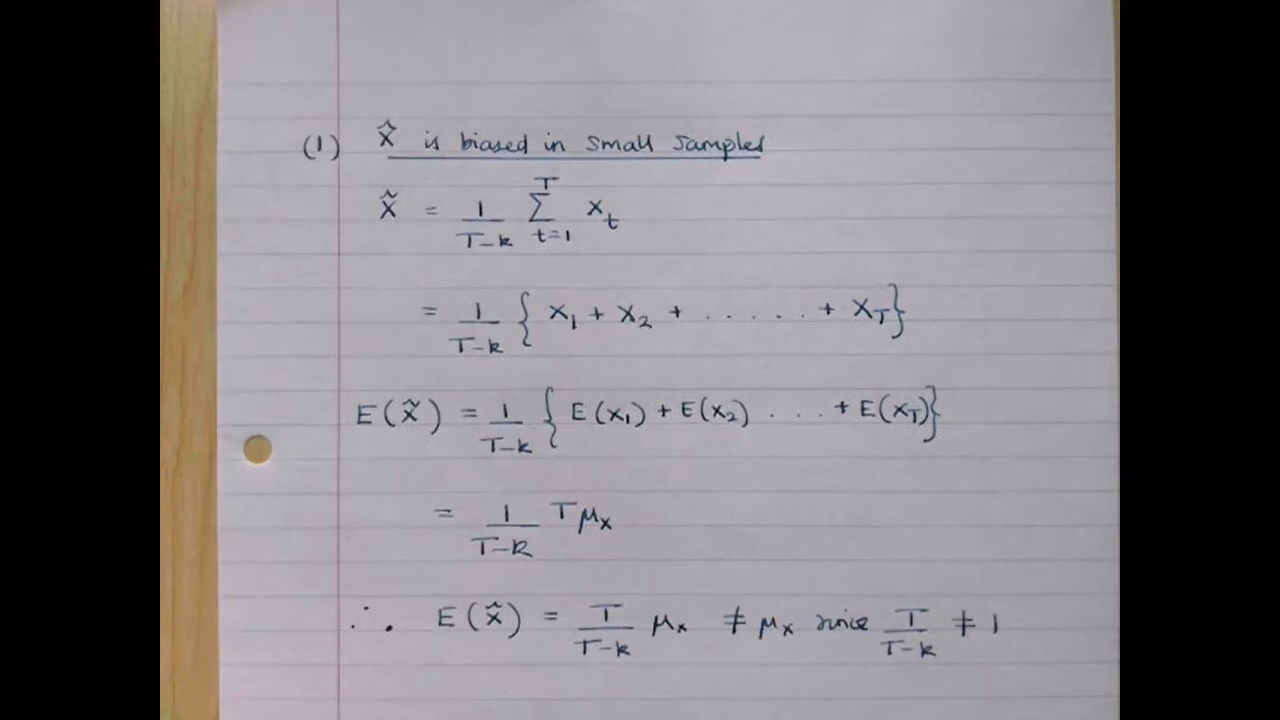 (1) X̂ is biased in small samples
X̃ = 1/(T-k) ∑_{t=1}^{T} x_t
= 1/(T-k) { x_1 + x_2 + ...... + x_T }
E(X̃) = 1/(T-k) { E(x_1) + E(x_2) .... + E(x_T) }
= 1/(T-k) T μ_x
∴ E(X̂) = T/(T-k) μ_x ≠ μ_x since T/(T-k) ≠ 1